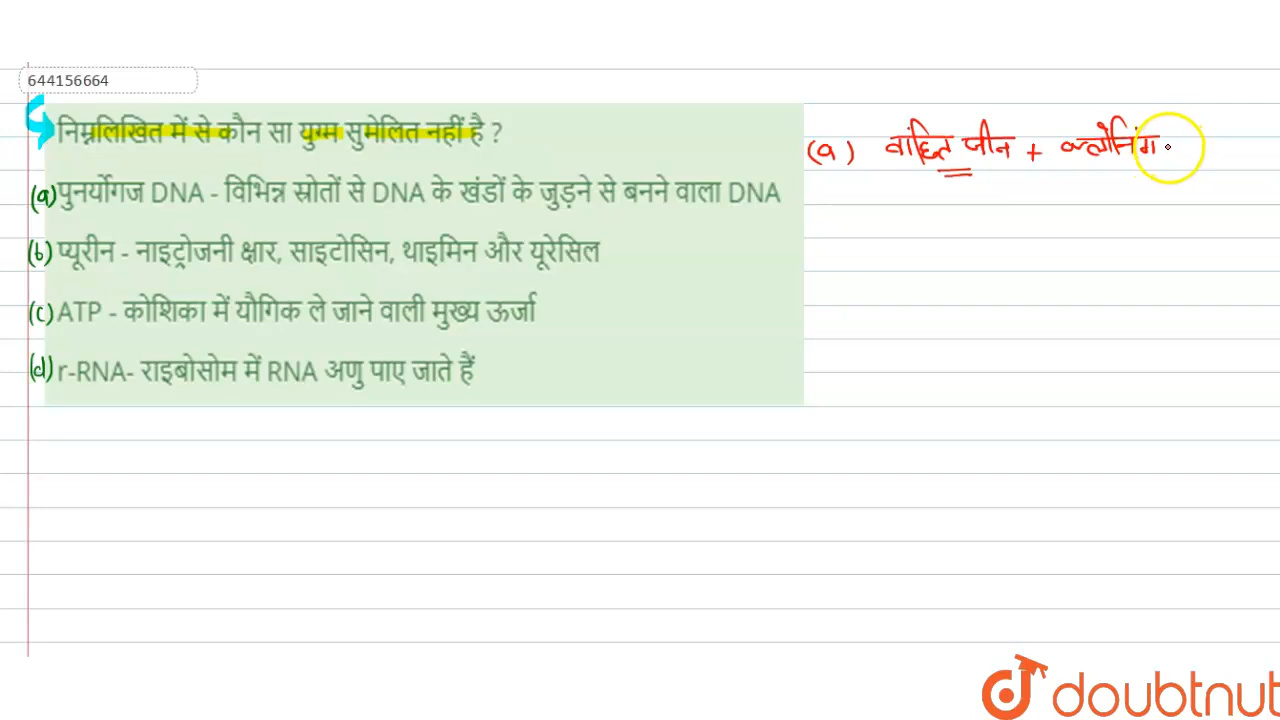 644156664
निम्नलिखित में से कौन सा युग्म सुमेलित नहीं है ?
(a) पुनर्योगज DNA - विभिन्न स्रोतों से DNA के खंडों के जुड़ने से बनने वाला DNA
(b) प्यूरीन - नाइट्रोजनी क्षार, साइटोसिन, थाइमिन और यूरेसिल
(c) ATP - कोशिका में यौगिक ले जाने वाली मुख्य ऊर्जा
(d) r-RNA- राइबोसोम में RNA अणु पाए जाते हैं
(a) वांछित जीन + क्लोनिंग
doubtnut